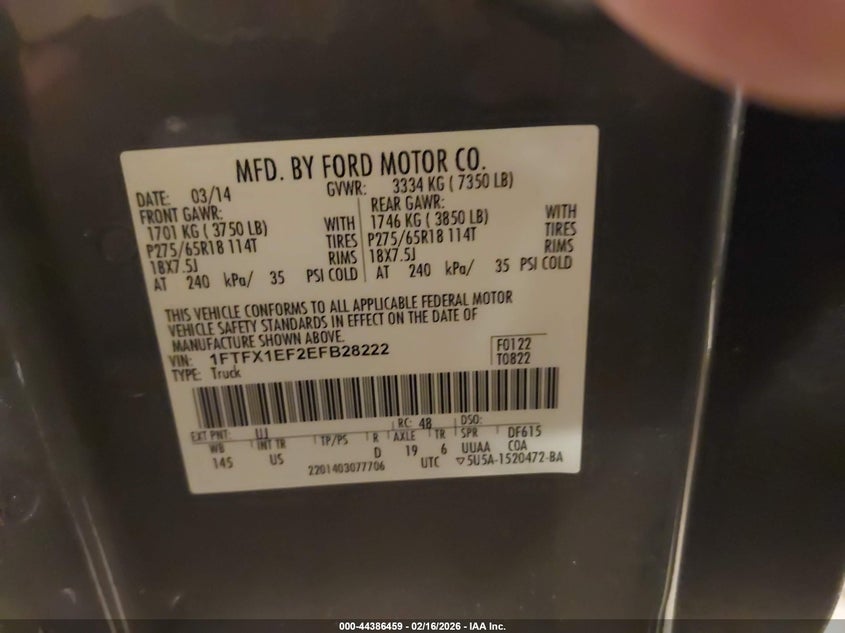 MFD. BY FORD MOTOR CO.
DATE: 03/14 GVWR: 3334 KG ( 7350 LB)
FRONT GAWR: REAR GAWR:
1701 KG ( 3750 LB) WITH 1746 KG ( 3850 LB) WITH
P275/65R18 114T TIRES P275/65R18 114T TIRES
18X7.5J RIMS 18X7.5J RIMS
AT 240 kPa/ 35 PSI COLD AT 240 kPa/ 35 PSI COLD
THIS VEHICLE CONFORMS TO ALL APPLICABLE FEDERAL MOTOR
VEHICLE SAFETY STANDARDS IN EFFECT ON THE DATE OF
MANUFACTURE SHOWN ABOVE.
VIN: 1FTFX1EF2EFB28222 F0122
TYPE: Truck T0822
EXT PNT: UJ RC: 48 DSO:
WB INT TR TP/PS R AXLE TR SPR DF615
145 US D 19 6 UUAA COA
2201403077706 UTC ▽5U5A-1520472-BA
000-44386459 - 02/16/2026 - IAA Inc.